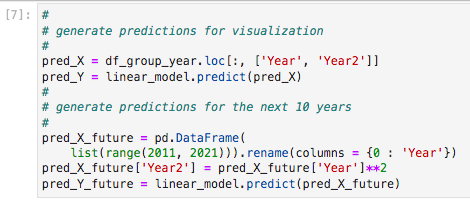 [7]: #
# generate predictions for visualization
#
pred_X = df_group_year.loc[:, ['Year', 'Year2']]
pred_Y = linear_model.predict(pred_X)
#
# generate predictions for the next 10 years
#
pred_X_future = pd.DataFrame(
    list(range(2011, 2021))).rename(columns = {0 : 'Year'})
pred_X_future['Year2'] = pred_X_future['Year']**2
pred_Y_future = linear_model.predict(pred_X_future)